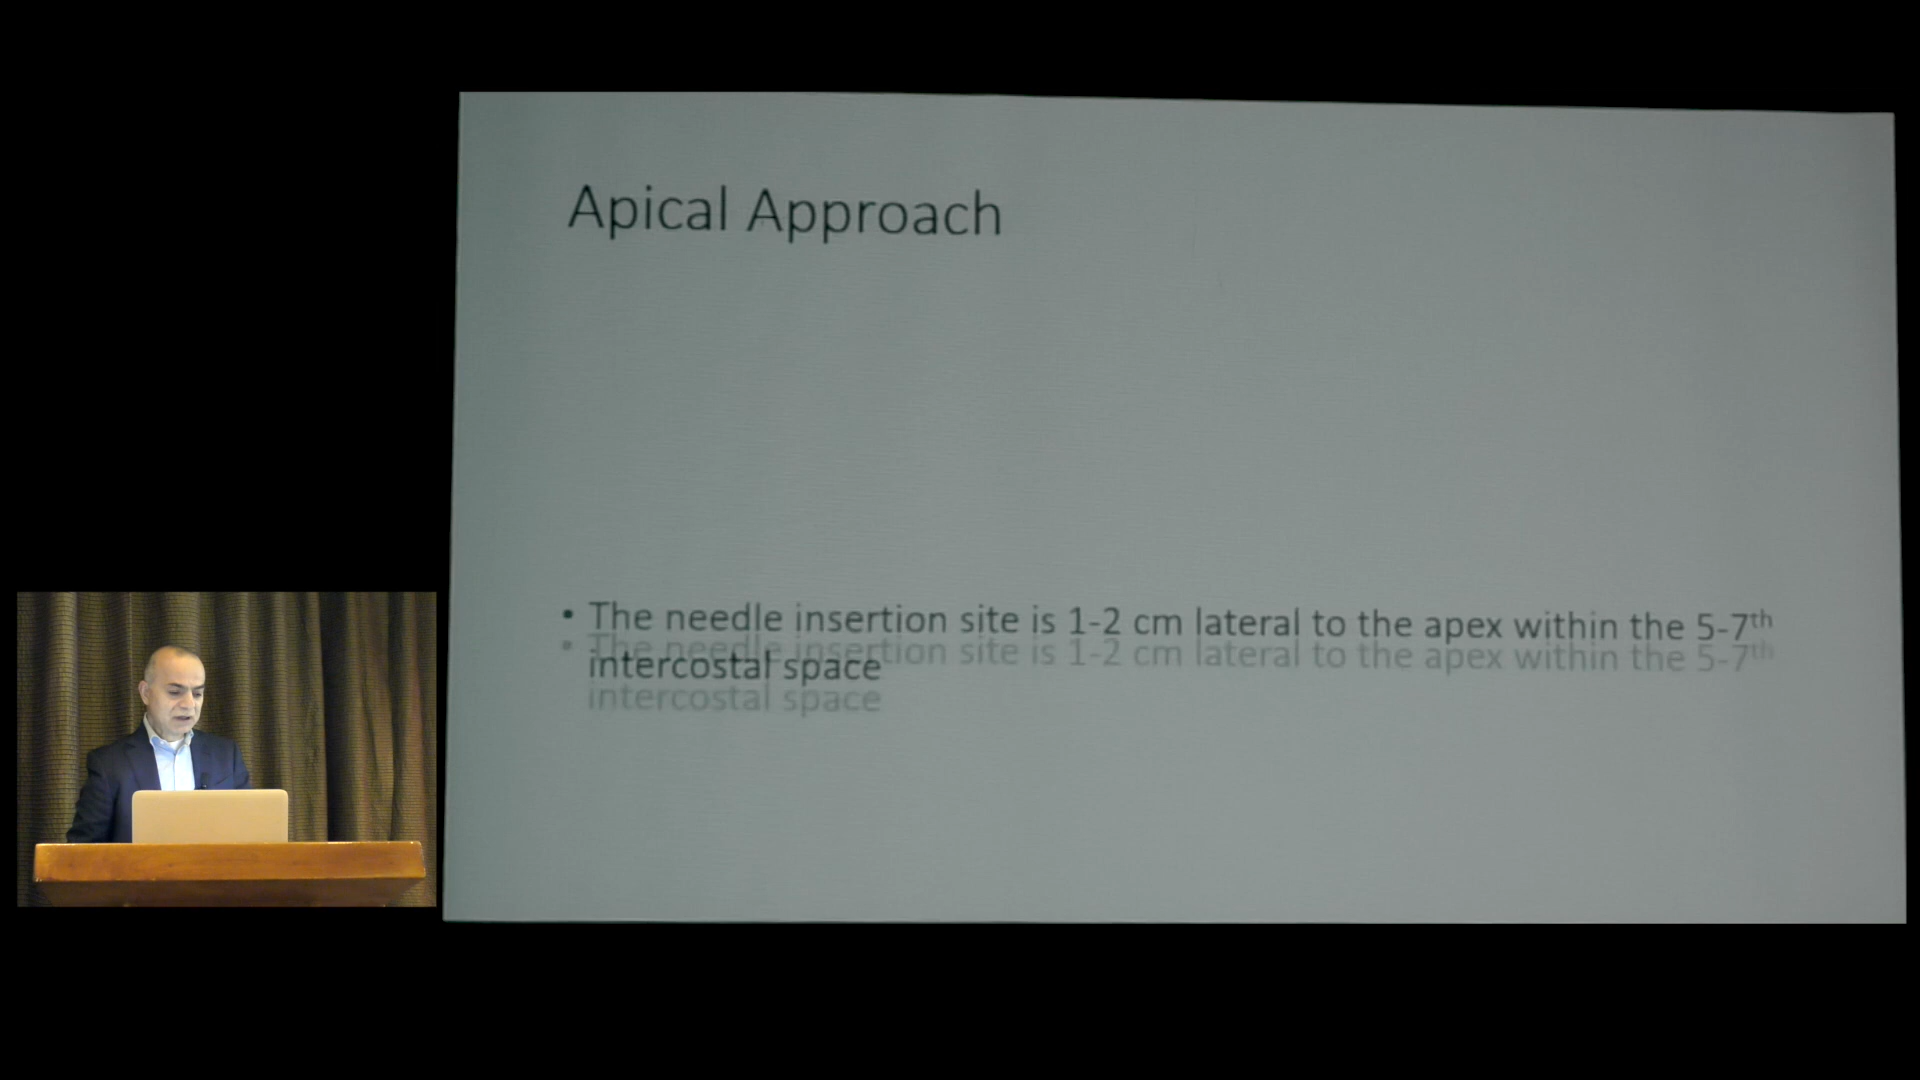 Apical Approach
• The needle insertion site is 1-2 cm lateral to the apex within the 5-7th
intercostal space